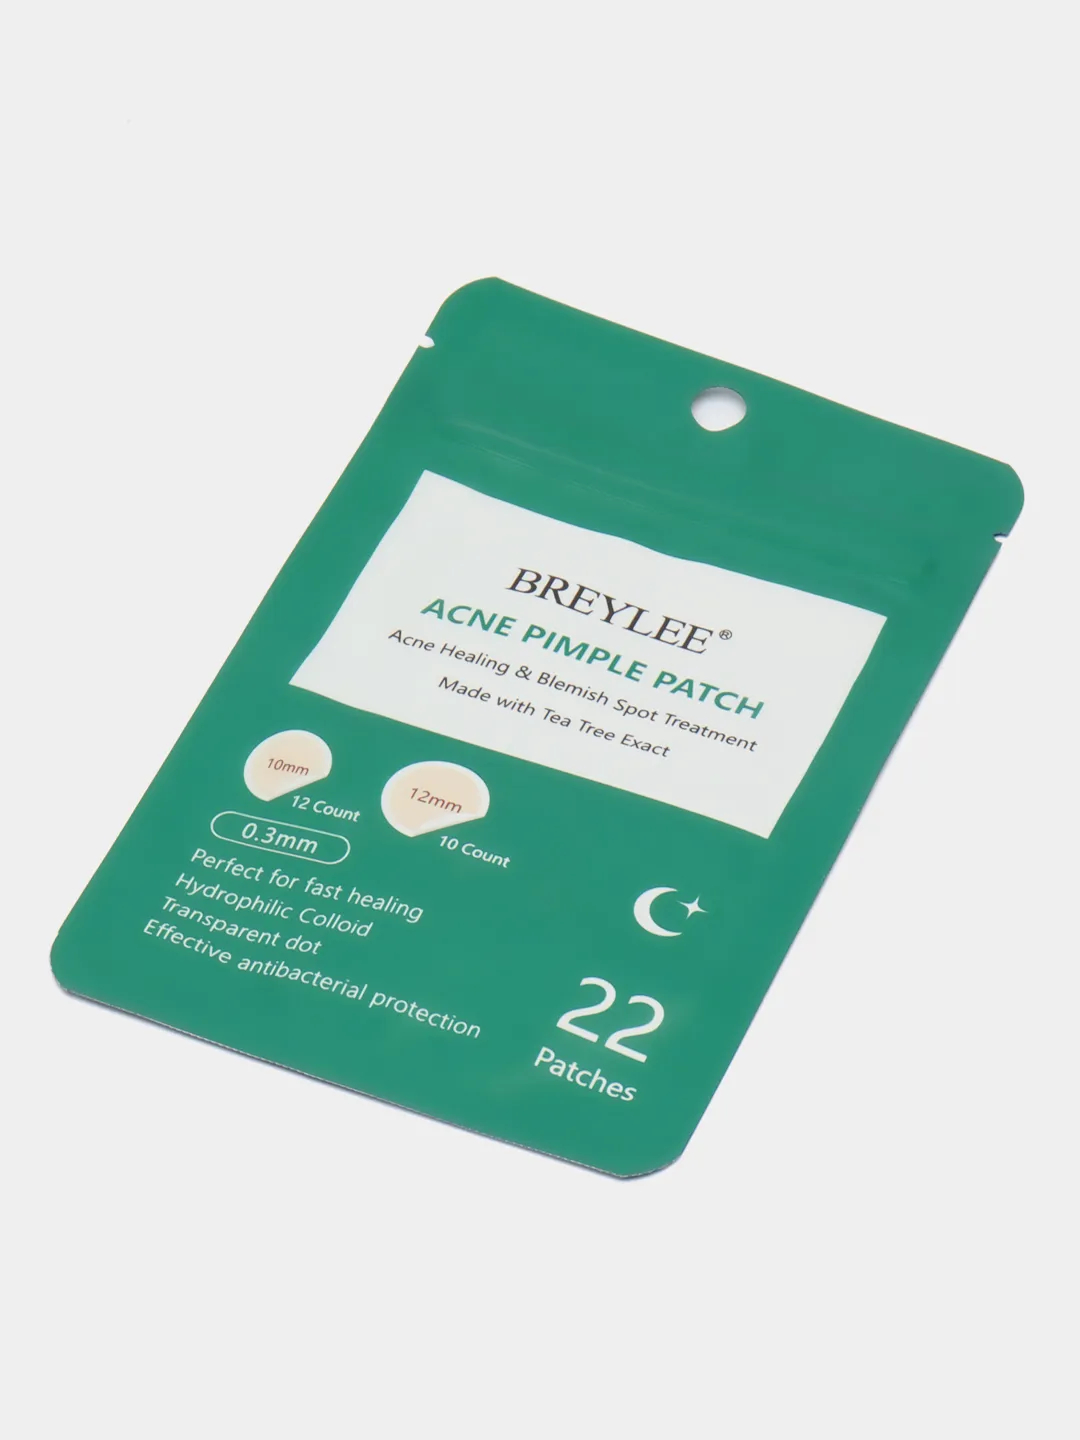 BREYLEE®
ACNE PIMPLE PATCH
Acne Healing & Blemish Spot Treatment
Made with Tea Tree Exact
10mm
12 Count
12mm
10 Count
0.3mm
Perfect for fast healing
Hydrophilic Colloid
Transparent dot
Effective antibacterial protection
22
Patches